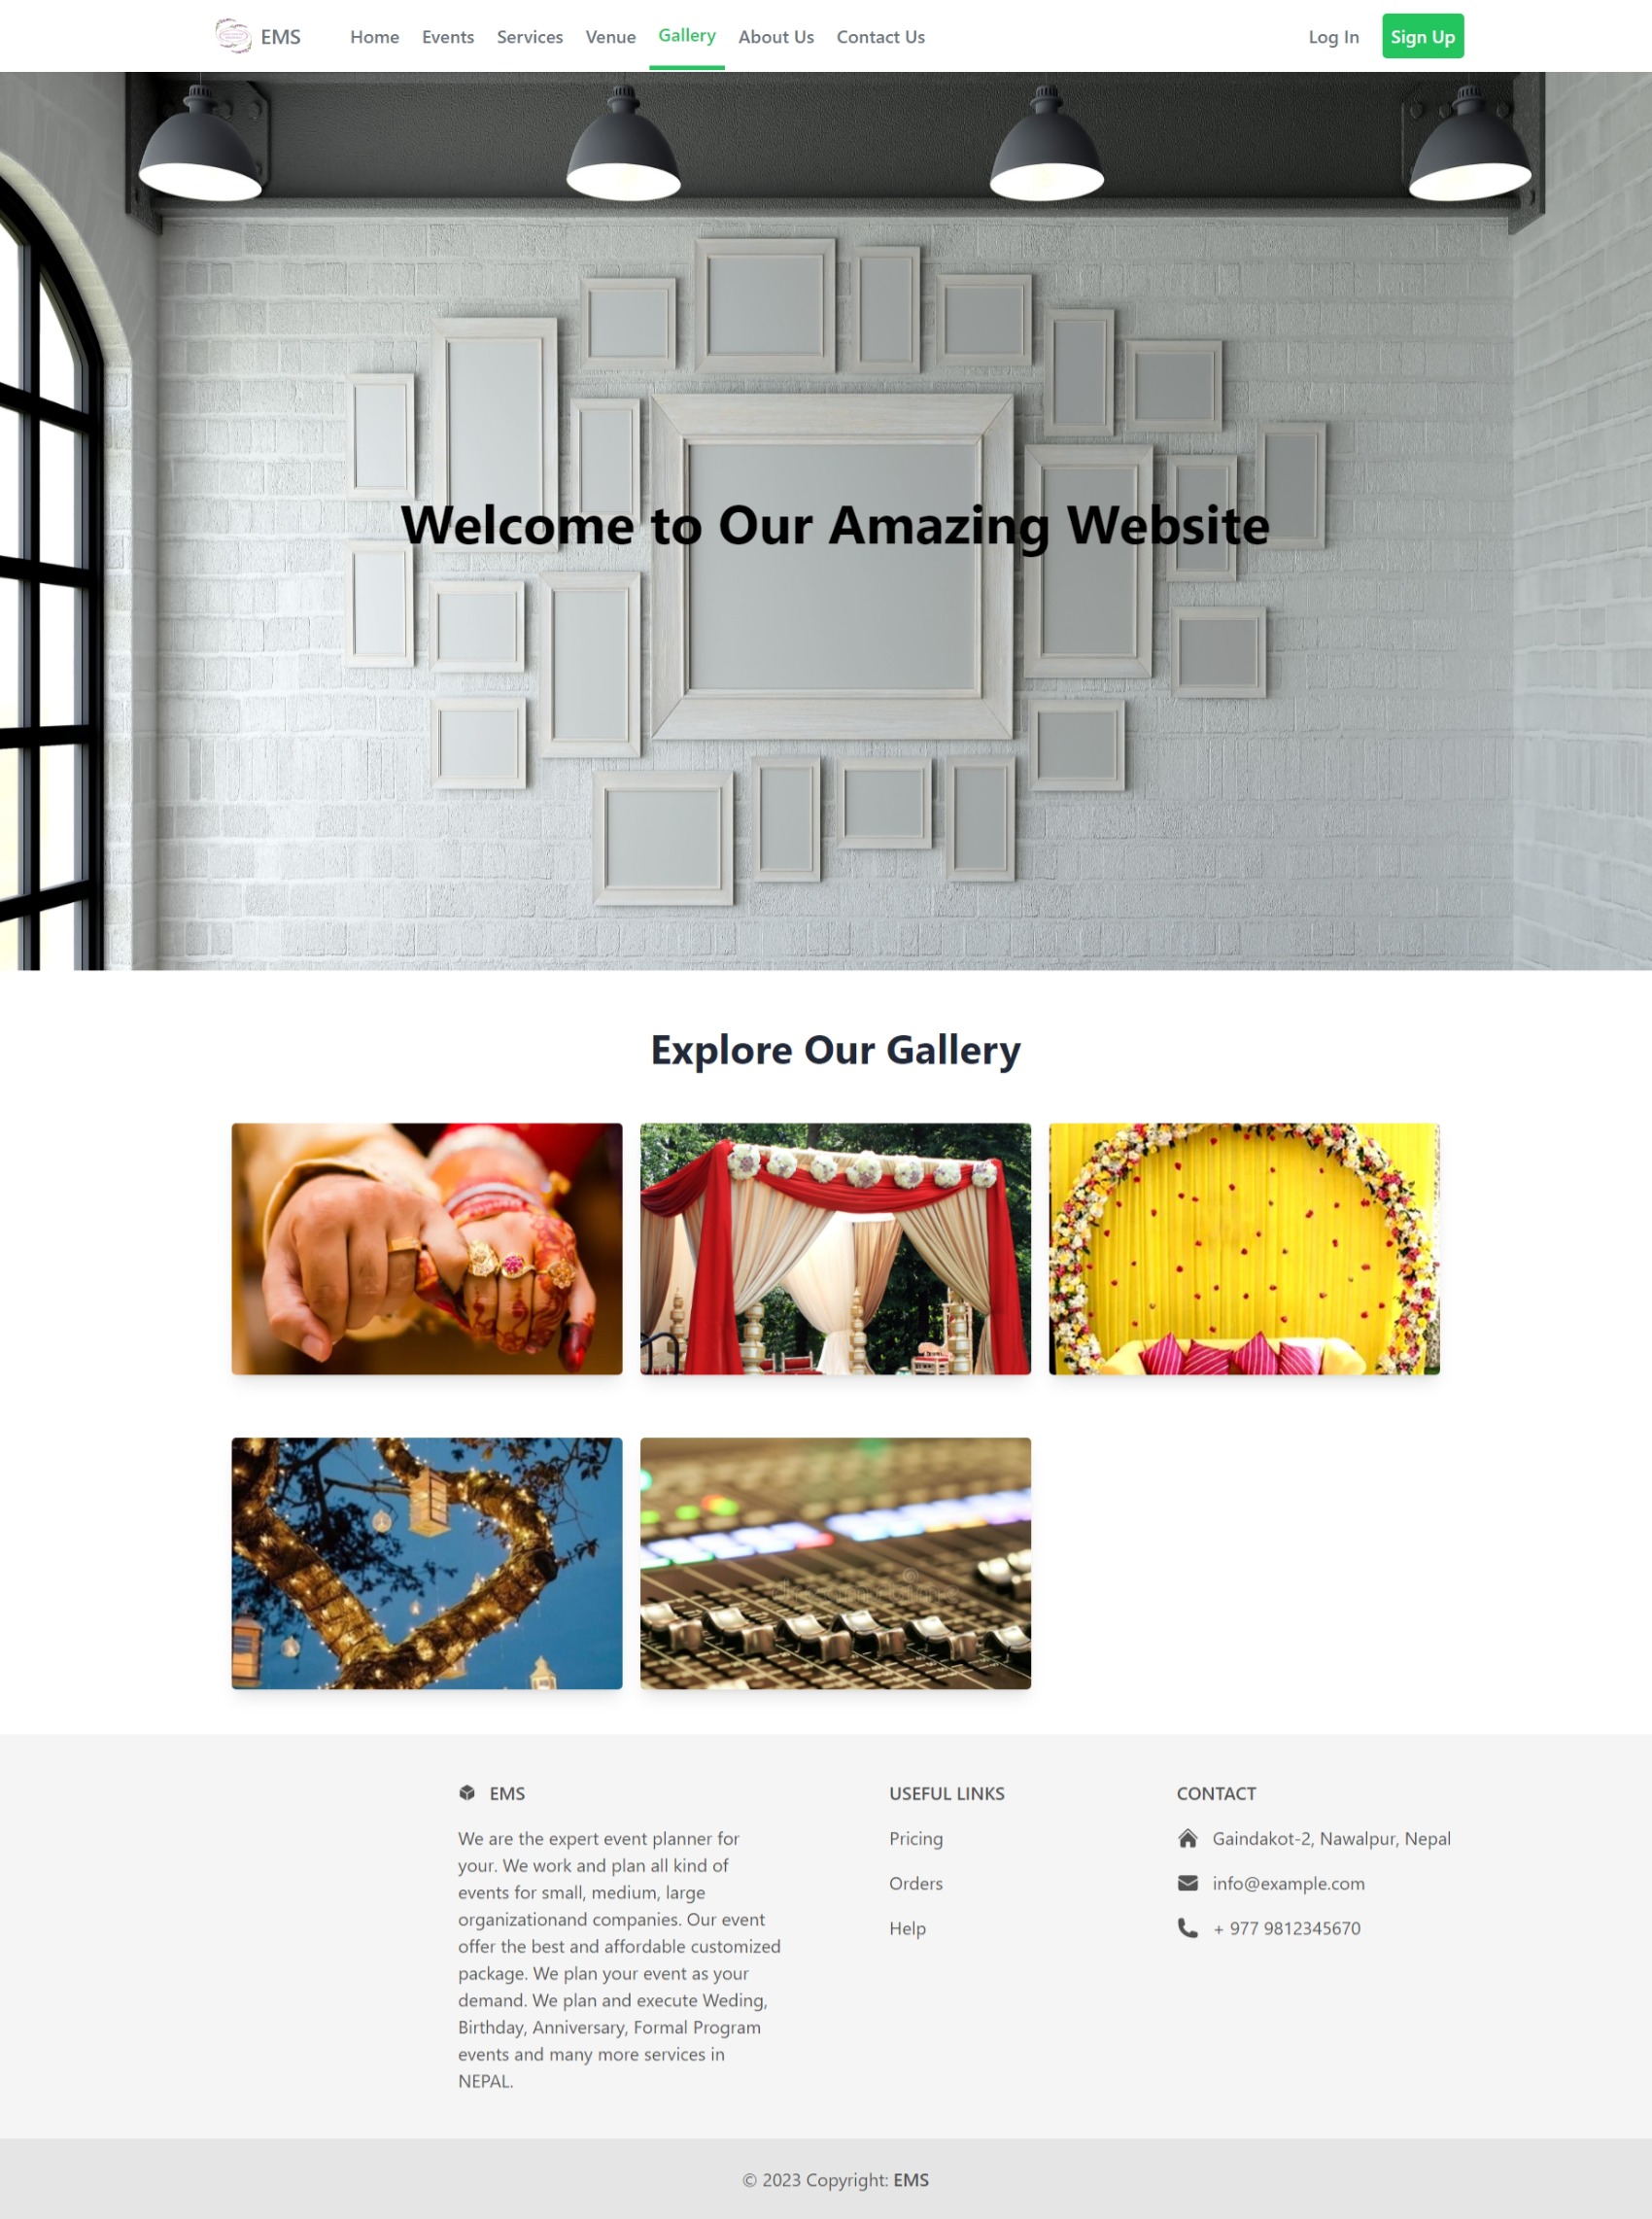 EMS
Home Events Services Venue Gallery About Us Contact Us
Log In Sign Up
Welcome to Our Amazing Website
Explore Our Gallery
dreamstime
EMS
We are the expert event planner for
your. We work and plan all kind of
events for small, medium, large
organizationand companies. Our event
offer the best and affordable customized
package. We plan your event as your
demand. We plan and execute Weding,
Birthday, Anniversary, Formal Program
events and many more services in
NEPAL.
USEFUL LINKS
Pricing
Orders
Help
CONTACT
Gaindakot-2, Nawalpur, Nepal
info@example.com
+ 977 9812345670
© 2023 Copyright: EMS